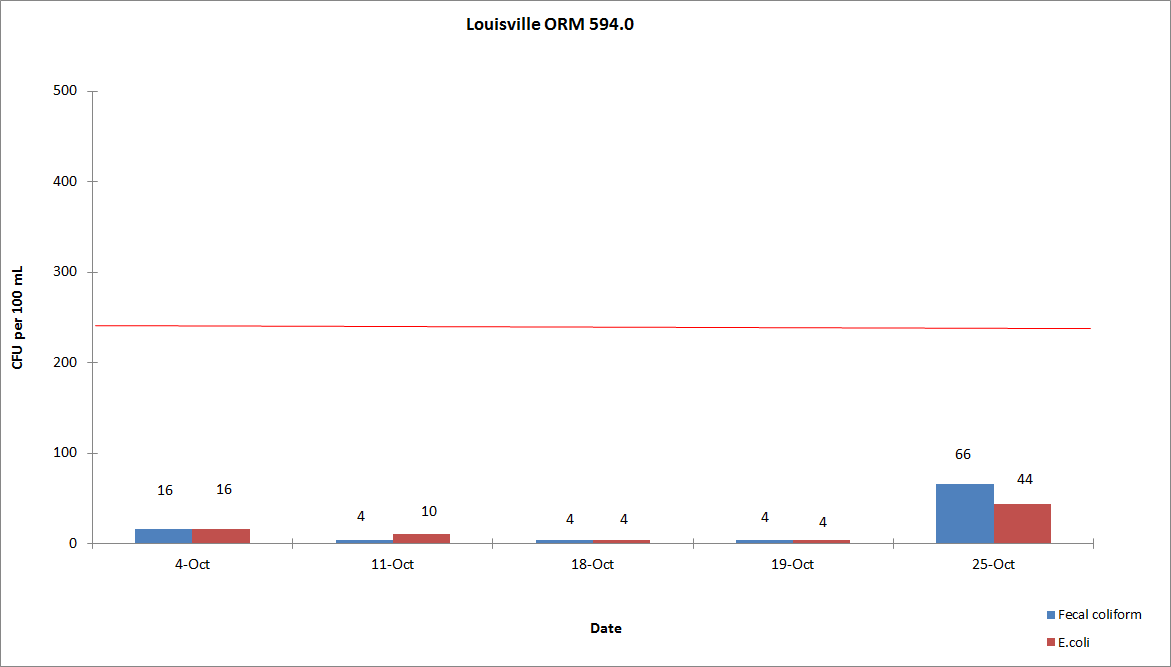 Louisville ORM 594.0
500
400
300
200
100
0
CFU per 100 mL
16 16
4 10
4 4
4 4
66 44
4-Oct 11-Oct 18-Oct 19-Oct 25-Oct
Date
Fecal coliform
E.coli